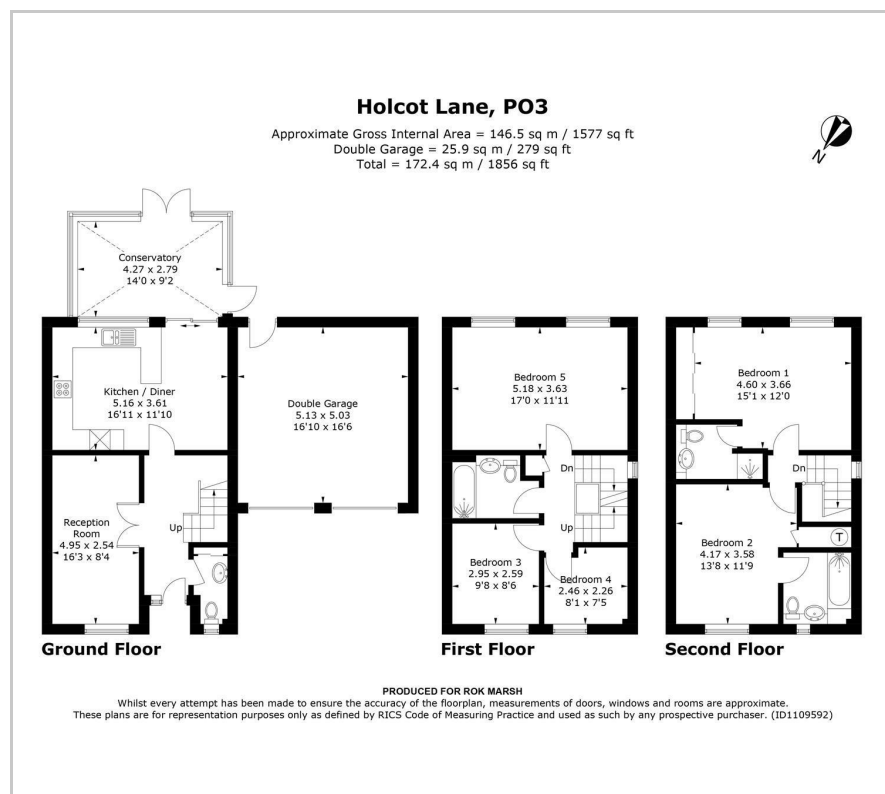 Holcot Lane, PO3
Approximate Gross Internal Area = 146.5 sq m / 1577 sq ft
Double Garage = 25.9 sq m / 279 sq ft
Total = 172.4 sq m / 1856 sq ft
N
Conservatory
4.27 x 2.79
14'0 x 9'2
Kitchen / Diner
5.16 x 3.61
16'11 x 11'10
Double Garage
5.13 x 5.03
16'10 x 16'6
Reception
Room
4.95 x 2.54
16'3 x 8'4
Up
Ground Floor
Bedroom 5
5.18 x 3.63
17'0 x 11'11
Dn
Up
Bedroom 3
2.95 x 2.59
9'8 x 8'6
Bedroom 4
2.46 x 2.26
8'1 x 7'5
First Floor
Bedroom 1
4.60 x 3.66
15'1 x 12'0
Dn
Bedroom 2
4.17 x 3.58
13'8 x 11'9
T
Second Floor
PRODUCED FOR ROK MARSH
Whilst every attempt has been made to ensure the accuracy of the floorplan, measurements of doors, windows and rooms are approximate.
These plans are for representation purposes only as defined by RICS Code of Measuring Practice and used as such by any prospective purchaser. (ID1109592)